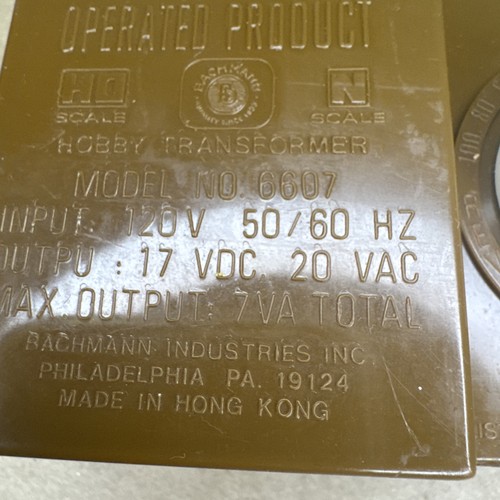 OPERATED PRODUCT
HO
SCALE
BACHMANN
N
SCALE
HOBBY TRANSFORMER
MODEL NO. 6607
INPUT: 120V 50/60 HZ
OUTPU : 17 VDC, 20 VAC
MAX. OUTPUT: 7VA TOTAL
BACHMANN INDUSTRIES INC.
PHILADELPHIA PA. 19124
MADE IN HONG KONG